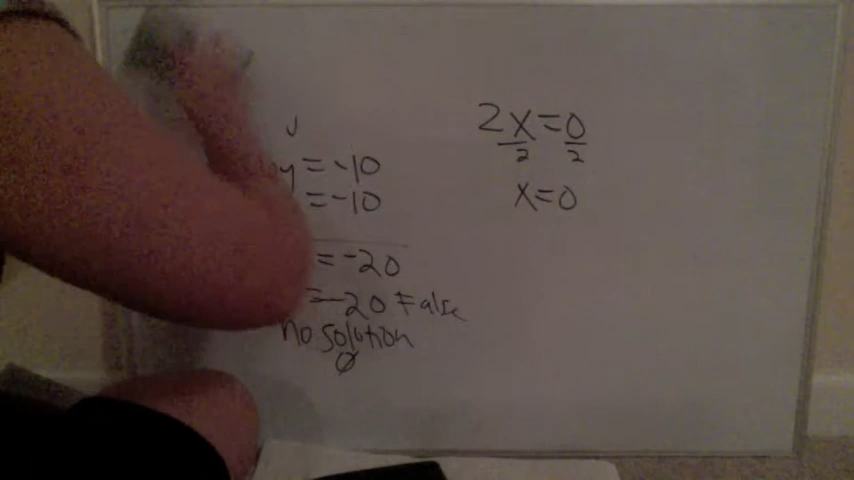 y = -10
= -10
= -20
= -20 False
no solution
∅
2x = 0
2 2
x = 0